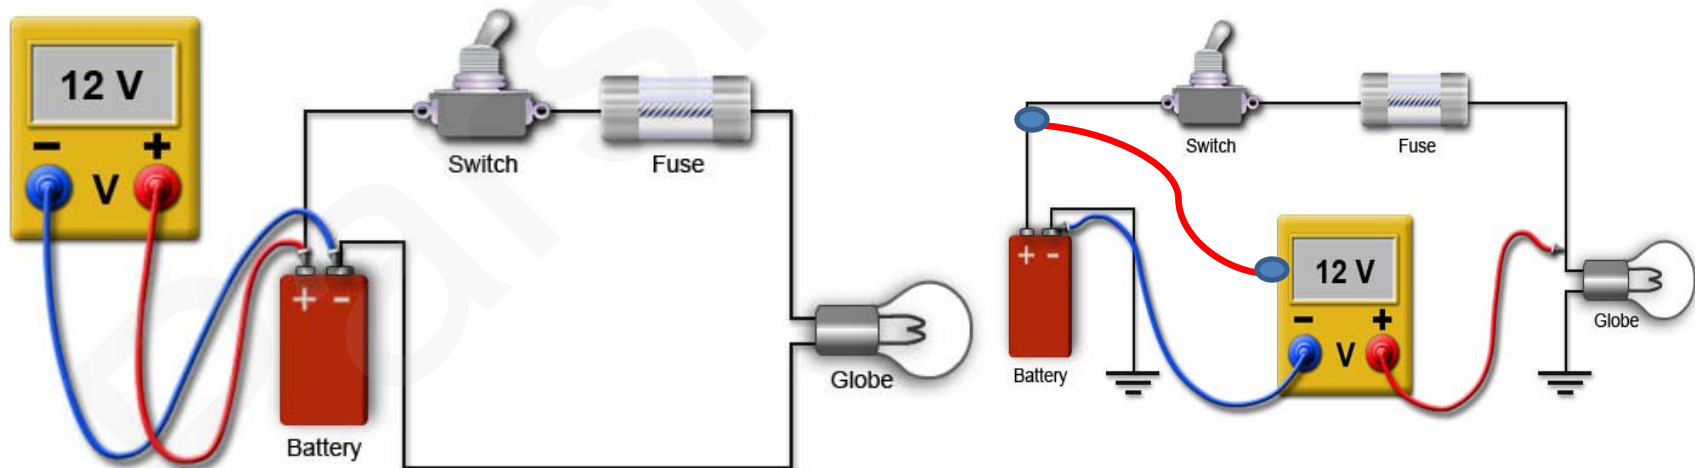 12 V
− +
V
Switch
Fuse
+ −
Battery
Globe
Switch
Fuse
+ -
Battery
12 V
− +
V
Globe